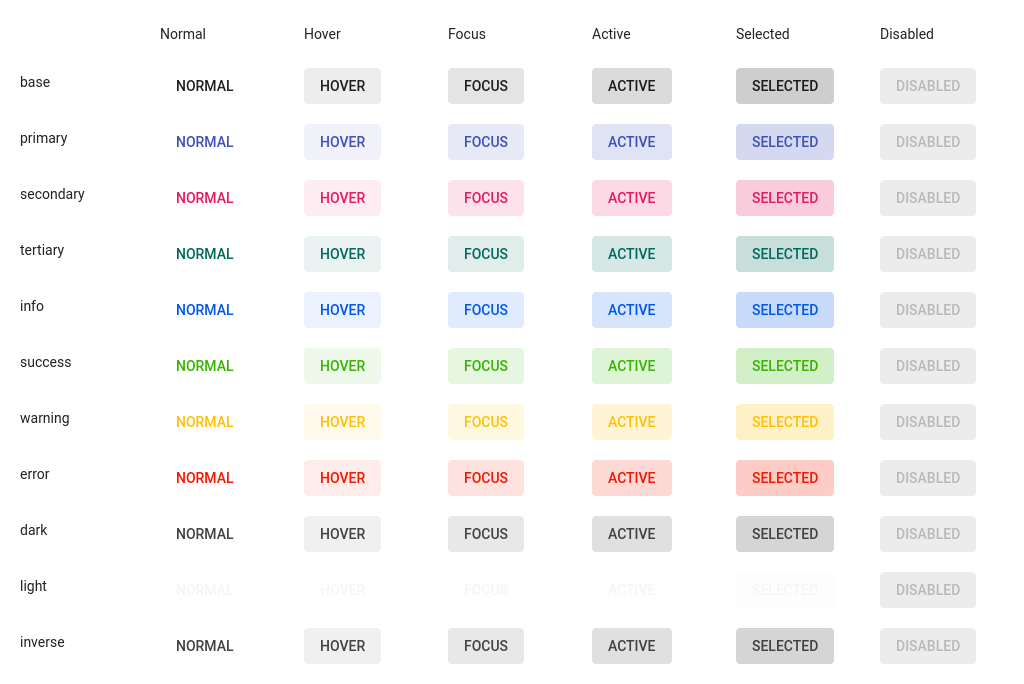 Normal Hover Focus Active Selected Disabled
base NORMAL HOVER FOCUS ACTIVE SELECTED DISABLED
primary NORMAL HOVER FOCUS ACTIVE SELECTED DISABLED
secondary NORMAL HOVER FOCUS ACTIVE SELECTED DISABLED
tertiary NORMAL HOVER FOCUS ACTIVE SELECTED DISABLED
info NORMAL HOVER FOCUS ACTIVE SELECTED DISABLED
success NORMAL HOVER FOCUS ACTIVE SELECTED DISABLED
warning NORMAL HOVER FOCUS ACTIVE SELECTED DISABLED
error NORMAL HOVER FOCUS ACTIVE SELECTED DISABLED
dark NORMAL HOVER FOCUS ACTIVE SELECTED DISABLED
light NORMAL HOVER FOCUS ACTIVE SELECTED DISABLED
inverse NORMAL HOVER FOCUS ACTIVE SELECTED DISABLED